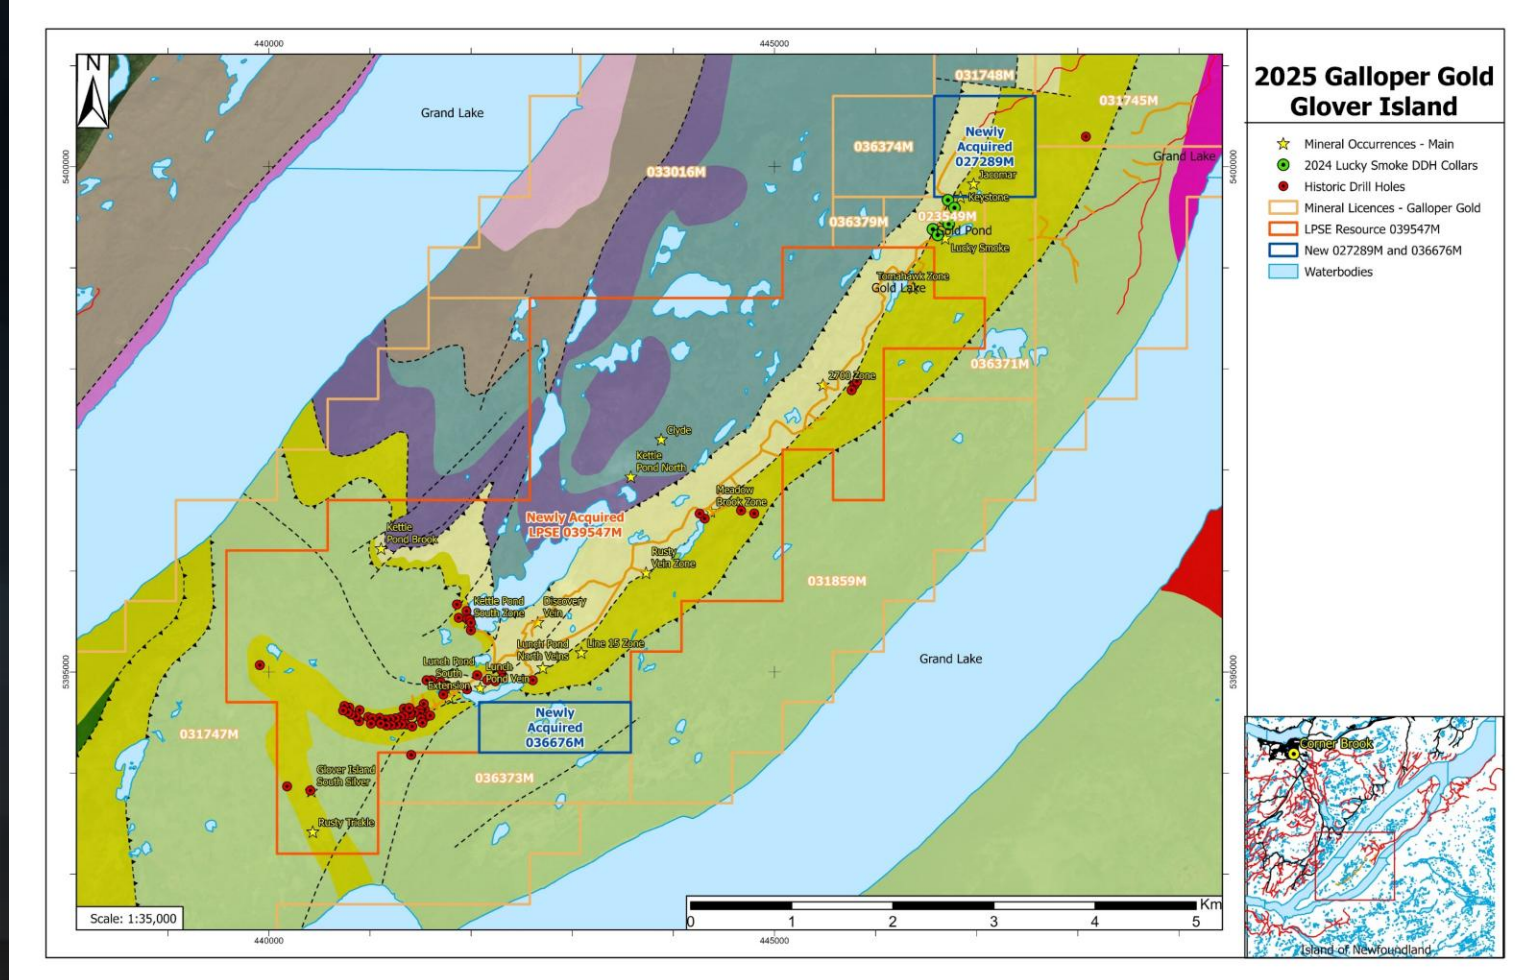 440000
445000
N
2025 Galloper Gold
Glover Island
Mineral Occurrences - Main
2024 Lucky Smoke DDH Collars
Historic Drill Holes
Mineral Licences - Galloper Gold
LPSE Resource 039547M
New 027289M and 036676M
Waterbodies
031748M
031745M
Grand Lake
Newly
Acquired
027289M
036374M
Grand Lake
5400000
5400000
033016M
Jacomar
Keystone
036379M
023549M
Gold Pond
Lucky Smoke
Tomahawk Zone
Gold Lake
036371M
2700 Zone
Clyde
Kettle
Pond North
Meadow
Brook Zone
Newly Acquired
LPSE 039547M
Kettle
Pond Brook
Rusty
Vein Zone
031859M
Kettle Pond
South Zone
Discovery
Vein
Lunch Pond
North Veins
Line 15 Zone
Grand Lake
Lunch Pond
South
Extension
Lunch
Pond Vein
5395000
5395000
Newly
Acquired
036676M
031747M
036373M
Glover Island
South Silver
Rusty Trickle
Corner Brook
Island of Newfoundland
Scale: 1:35,000
Km
0 1 2 3 4 5
440000
445000